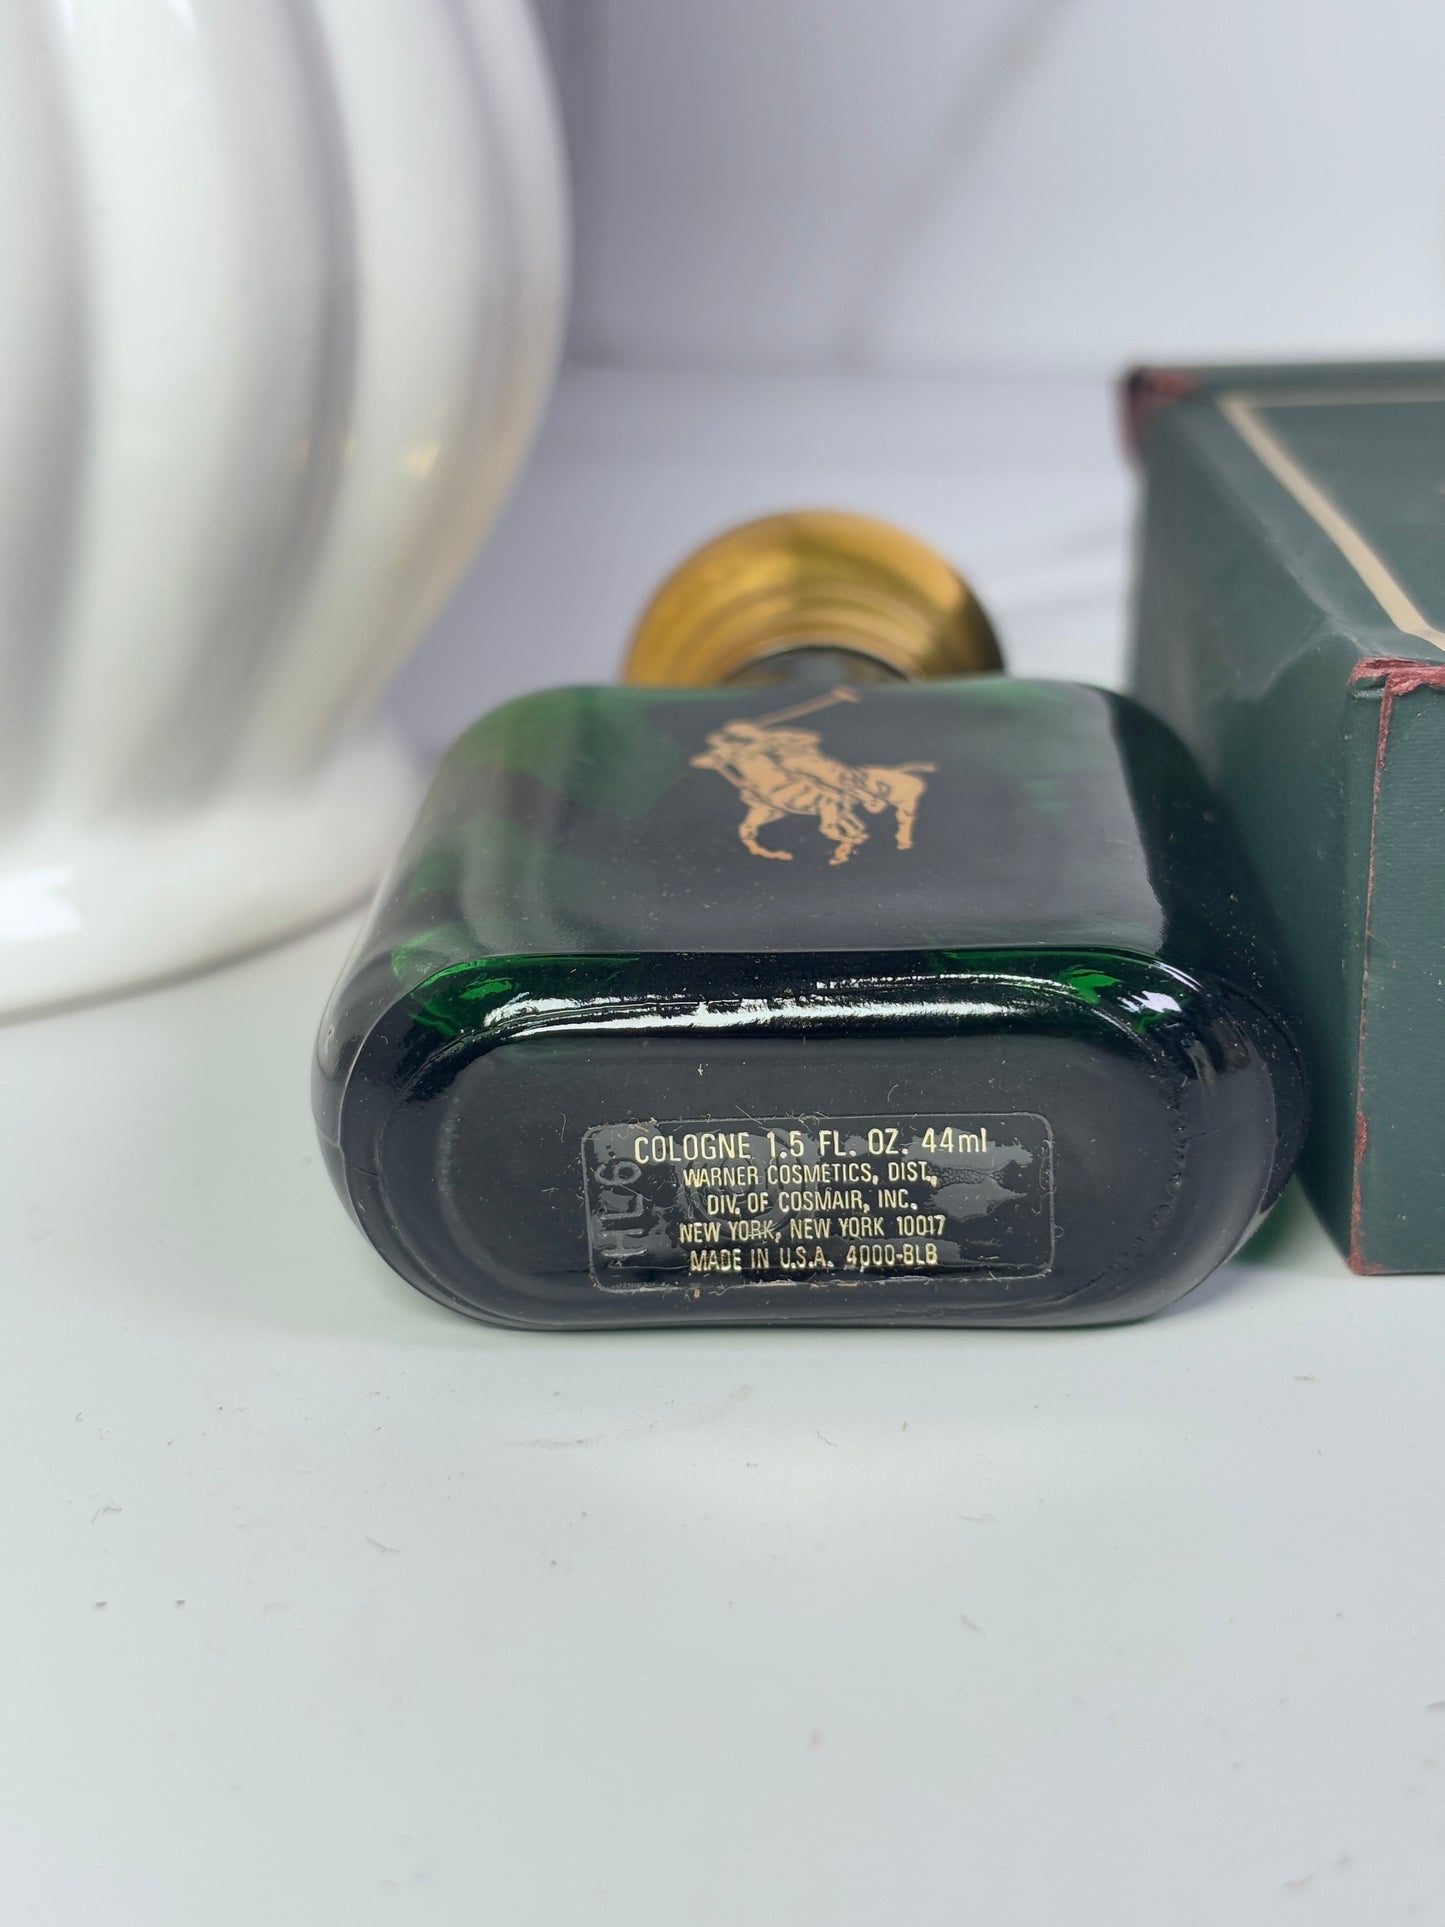 COLOGNE 1.5 FL. OZ. 44ml
WARNER COSMETICS, DIST.,
DIV. OF COSMAIR, INC.
NEW YORK, NEW YORK 10017
MADE IN U.S.A. 4000-BLB